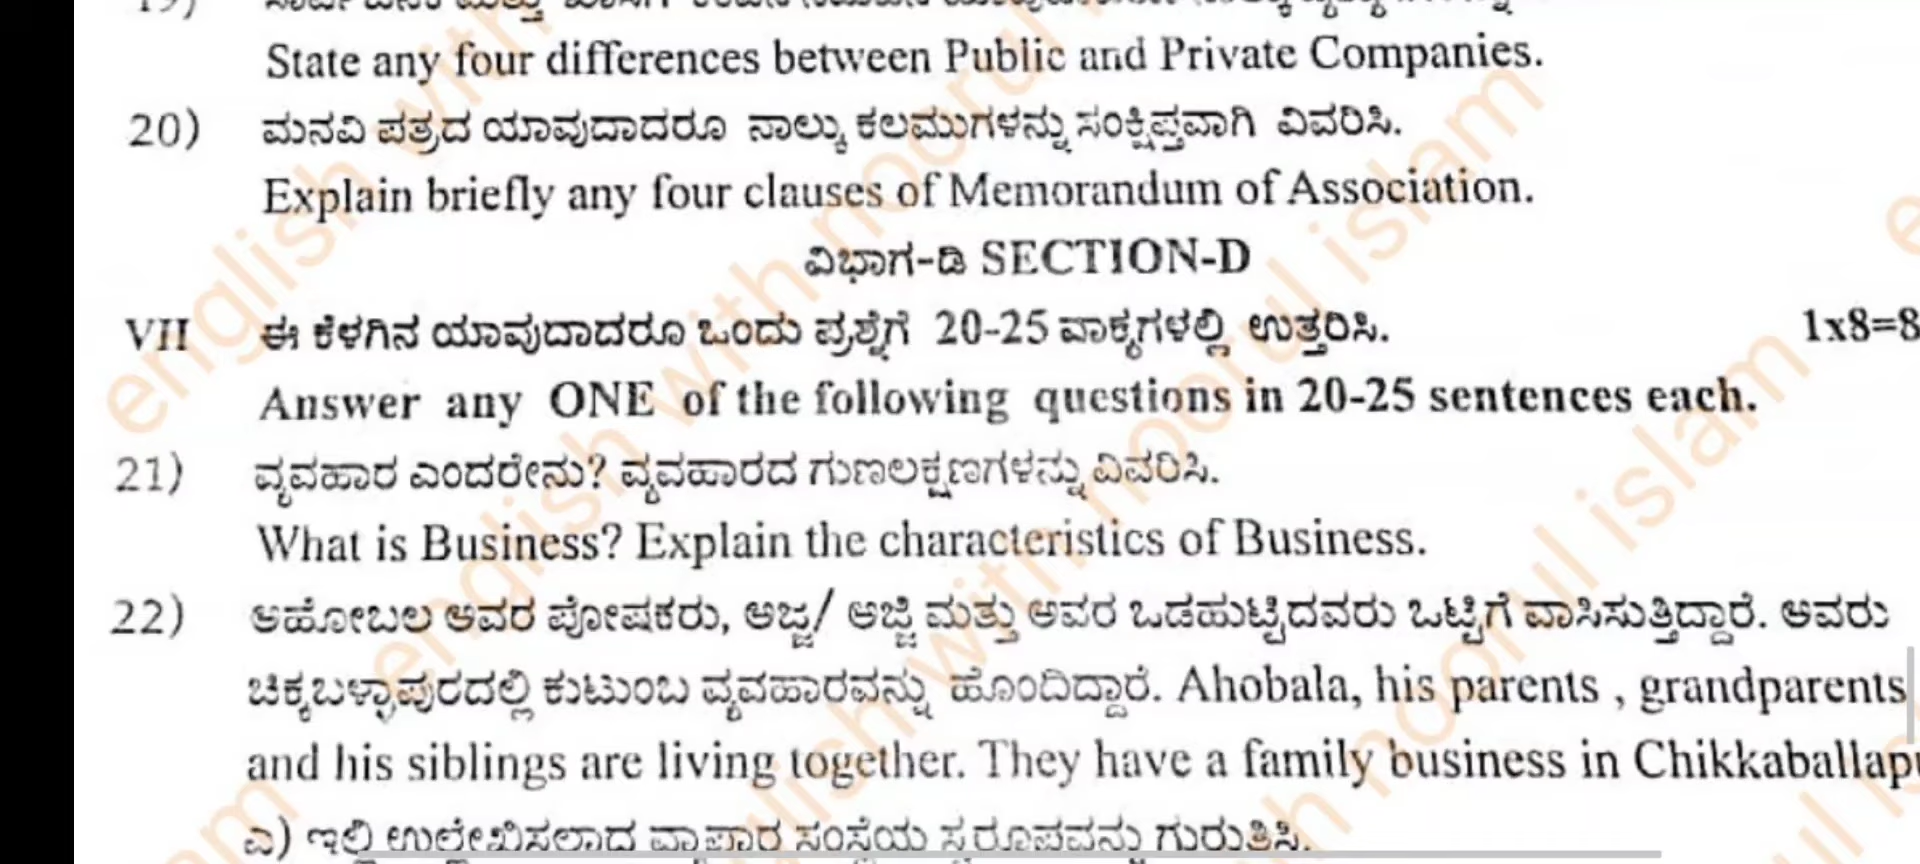 19)
State any four differences between Public and Private Companies.
20) ಮನವಿ ಪತ್ರದ ಯಾವುದಾದರೂ ನಾಲ್ಕು ಕಲಮುಗಳನ್ನು ಸಂಕ್ಷಿಪ್ತವಾಗಿ ವಿವರಿಸಿ.
Explain briefly any four clauses of Memorandum of Association.
ವಿಭಾಗ-ಡಿ SECTION-D
VII ಈ ಕೆಳಗಿನ ಯಾವುದಾದರೂ ಒಂದು ಪ್ರಶ್ನೆಗೆ 20-25 ವಾಕ್ಯಗಳಲ್ಲಿ ಉತ್ತರಿಸಿ. 1x8=8
Answer any ONE of the following questions in 20-25 sentences each.
21) ವ್ಯವಹಾರ ಎಂದರೇನು? ವ್ಯವಹಾರದ ಗುಣಲಕ್ಷಣಗಳನ್ನು ವಿವರಿಸಿ.
What is Business? Explain the characteristics of Business.
22) ಅಹೋಬಲ ಅವರ ಪೋಷಕರು, ಅಜ್ಜ/ ಅಜ್ಜಿ ಮತ್ತು ಅವರ ಒಡಹುಟ್ಟಿದವರು ಒಟ್ಟಿಗೆ ವಾಸಿಸುತ್ತಿದ್ದಾರೆ. ಅವರು
ಚಿಕ್ಕಬಳ್ಳಾಪುರದಲ್ಲಿ ಕುಟುಂಬ ವ್ಯವಹಾರವನ್ನು ಹೊಂದಿದ್ದಾರೆ. Ahobala, his parents , grandparents
and his siblings are living together. They have a family business in
ಎ) ಇಲ್ಲಿ ಉಲ್ಲೇಖಿಸಲಾದ ವ್ಯಾಪಾರ ಸಂಸ್ಥೆಯ ಸ್ವರೂಪವನ್ನು ಗುರುತಿಸಿ.
english with noorul islam